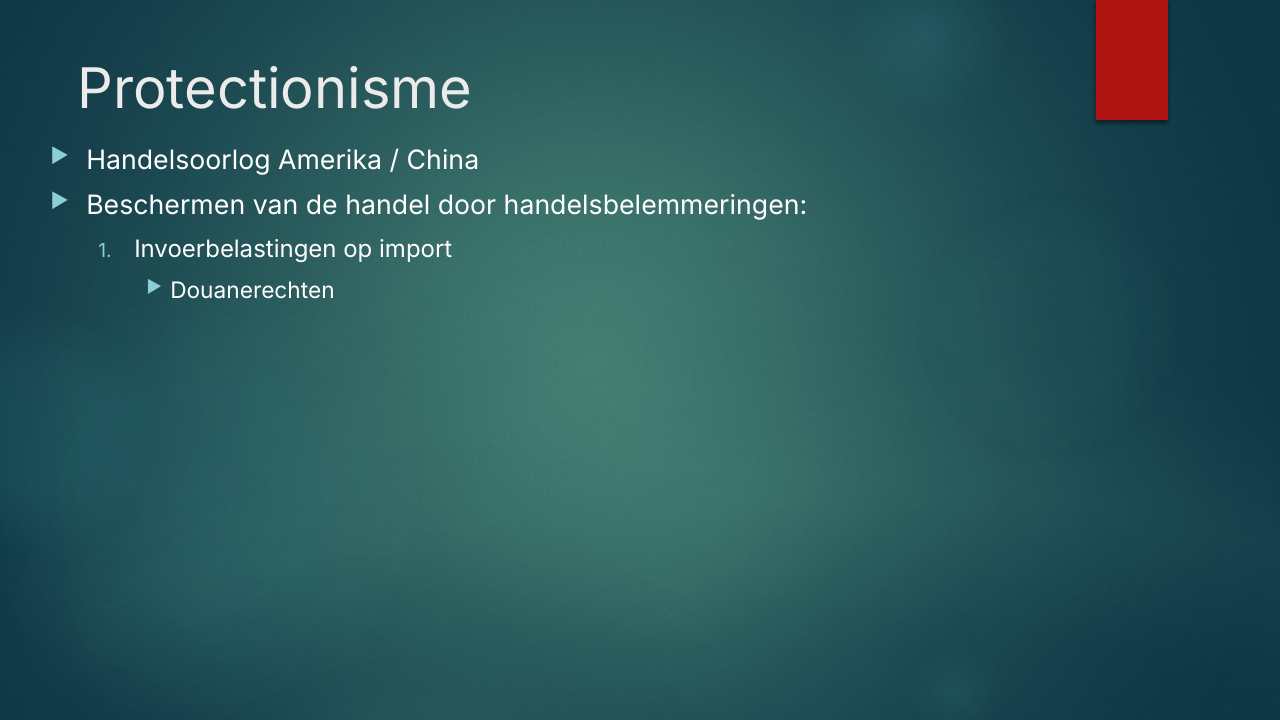 Protectionisme
Handelsoorlog Amerika / China
Beschermen van de handel door handelsbelemmeringen:
1. Invoerbelastingen op import
Douanerechten